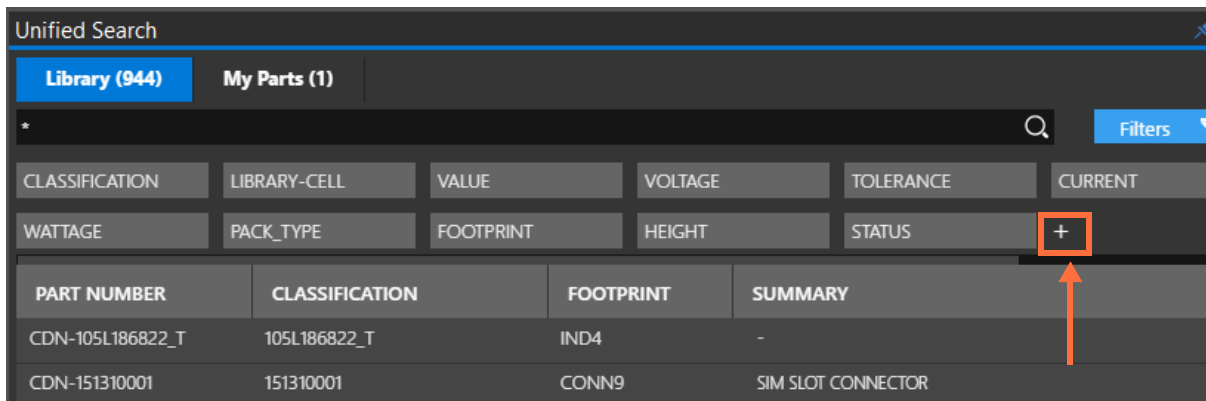 Unified Search
Library (944) My Parts (1)
*
Filters
CLASSIFICATION LIBRARY-CELL VALUE VOLTAGE TOLERANCE CURRENT
WATTAGE PACK_TYPE FOOTPRINT HEIGHT STATUS +
PART NUMBER CLASSIFICATION FOOTPRINT SUMMARY
CDN-105L186822_T 105L186822_T IND4 -
CDN-151310001 151310001 CONN9 SIM SLOT CONNECTOR